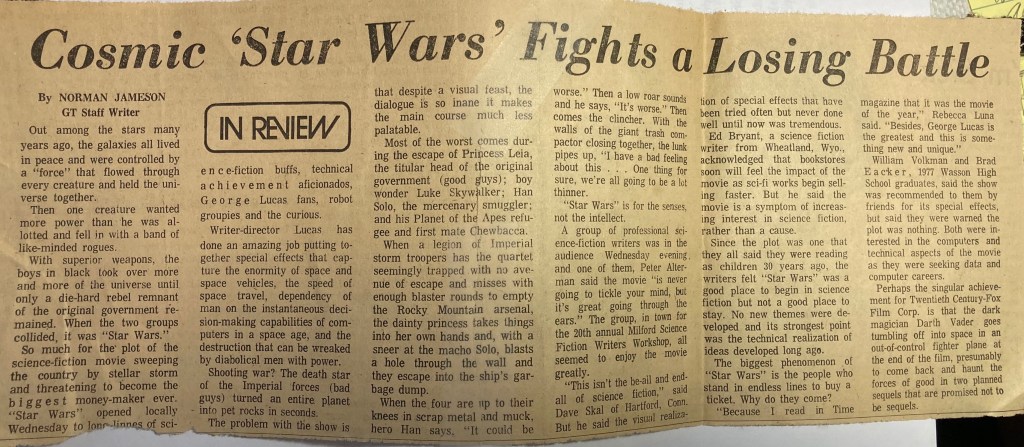 Cosmic 'Star Wars' Fights a Losing Battle
By NORMAN JAMESON
GT Staff Writer
Out among the stars many
years ago, the galaxies all lived
in peace and were controlled by
a "force" that flowed through
every creature and held the uni-
verse together.
Then one creature wanted
more power than he was al-
lotted and fell in with a band of
like-minded rogues.
With superior weapons, the
boys in black took over more
and more of the universe until
only a die-hard rebel remnant
of the original government re-
mained. When the two groups
collided, it was "Star Wars."
So much for the plot of the
science-fiction movie sweeping
the country by stellar storm
and threatening to become the
biggest money-maker ever.
"Star Wars" opened locally
Wednesday to long lines of sci-
IN REVIEW
ence-fiction buffs, technical
achievement aficionados,
George Lucas fans, robot
groupies and the curious.
Writer-director Lucas has
done an amazing job putting to-
gether special effects that cap-
ture the enormity of space and
space vehicles, the speed of
space travel, dependency of
man on the instantaneous deci-
sion-making capabilities of com-
puters in a space age, and the
destruction that can be wreaked
by diabolical men with power.
Shooting war? The death star
of the Imperial forces (bad
guys) turned an entire planet
into pet rocks in seconds.
The problem with the show is
that despite a visual feast, the
dialogue is so inane it makes
the main course much less
palatable.
Most of the worst comes dur-
ing the escape of Princess Leia,
the titular head of the original
government (good guys); boy
wonder Luke Skywalker; Han
Solo, the mercenary smuggler;
and his Planet of the Apes refu-
gee and first mate Chewbacca.
When a legion of Imperial
storm troopers has the quartet
seemingly trapped with no ave-
nue of escape and misses with
enough blaster rounds to empty
the Rocky Mountain arsenal,
the dainty princess takes things
into her own hands and, with a
sneer at the macho Solo, blasts
a hole through the wall and
they escape into the ship's gar-
bage dump.
When the four are up to their
knees in scrap metal and muck,
hero Han says, "It could be
worse." Then a low roar sounds
and he says, "It's worse." Then
comes the clincher. With the
walls of the giant trash com-
pactor closing together, the lunk
pipes up, "I have a bad feeling
about this . . . One thing for
sure, we're all going to be a lot
thinner.
"Star Wars" is for the senses,
not the intellect.
A group of professional sci-
ence-fiction writers was in the
audience Wednesday evening
and one of them, Peter Alter-
man said the movie "is never
going to tickle your mind, but
it's great going through the
ears." The group, in town for
the 20th annual Milford Science
Fiction Writers Workshop, all
seemed to enjoy the movie
greatly.
"This isn't the be-all and end-
all of science fiction," said
Dave Skal of Hartford, Conn.
But he said the visual realiza-
tion of special effects that have
been tried often but never done
well until now was tremendous.
Ed Bryant, a science fiction
writer from Wheatland, Wyo.,
acknowledged that bookstores
soon will feel the impact of the
movie as sci-fi works begin sell-
ing faster. But he said the
movie is a symptom of increas-
ing interest in science fiction,
rather than a cause.
Since the plot was one that
they all said they were reading
as children 30 years ago, the
writers felt "Star Wars" was a
good place to begin in science
fiction but not a good place to
stay. No new themes were de-
veloped and its strongest point
was the technical realization of
ideas developed long ago.
The biggest phenomenon of
"Star Wars" is the people who
stand in endless lines to buy a
ticket. Why do they come?
"Because I read in Time
magazine that it was the movie
of the year," Rebecca Luna
said. "Besides, George Lucas is
the greatest and this is some-
thing new and unique."
William Volkman and Brad
Eacker, 1977 Wasson High
School graduates, said the show
was recommended to them by
friends for its special effects,
but said they were warned the
plot was nothing. Both were in-
terested in the computers and
technical aspects of the movie
as they were seeking data and
computer careers.
Perhaps the singular achieve-
ment for Twentieth Century-Fox
Film Corp. is that the dark
magician Darth Vader goes
tumbling off into space in an
out-of-control fighter plane at
the end of the film, presumably
to come back and haunt the
forces of good in two planned
sequels that are promised not to
be sequels.